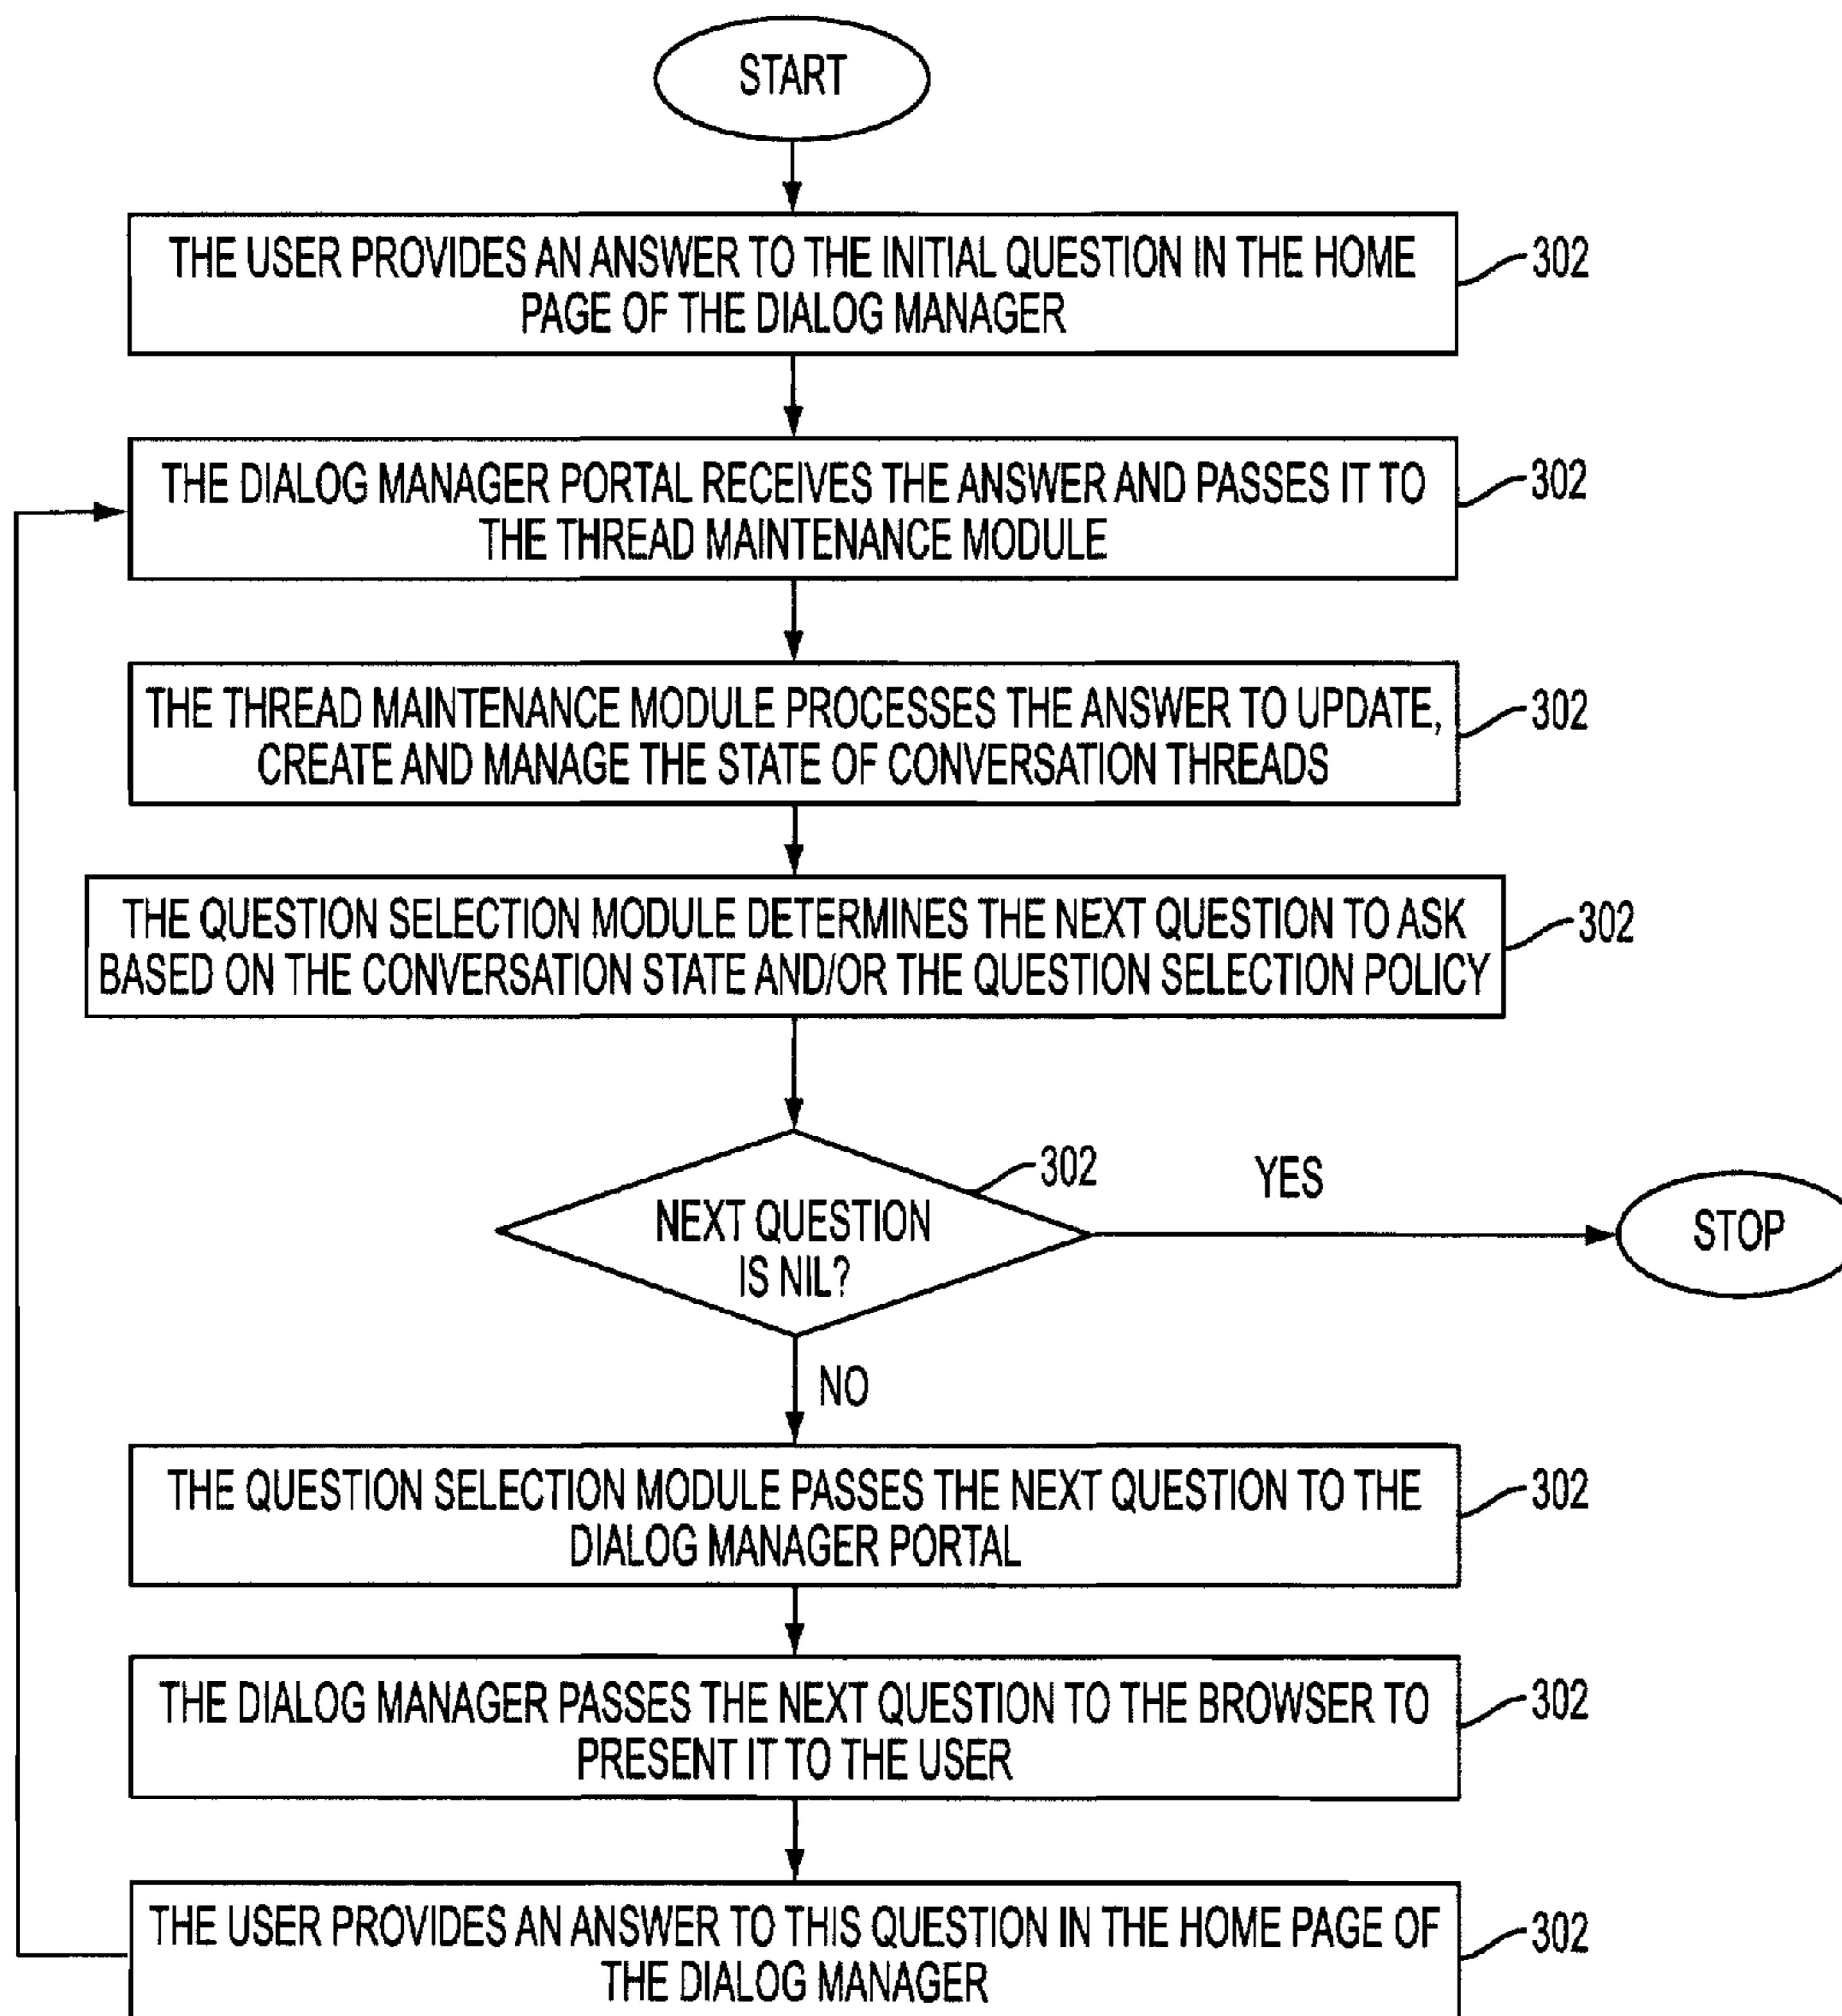 START
THE USER PROVIDES AN ANSWER TO THE INITIAL QUESTION IN THE HOME
PAGE OF THE DIALOG MANAGER
302
THE DIALOG MANAGER PORTAL RECEIVES THE ANSWER AND PASSES IT TO
THE THREAD MAINTENANCE MODULE
302
THE THREAD MAINTENANCE MODULE PROCESSES THE ANSWER TO UPDATE,
CREATE AND MANAGE THE STATE OF CONVERSATION THREADS
302
THE QUESTION SELECTION MODULE DETERMINES THE NEXT QUESTION TO ASK
BASED ON THE CONVERSATION STATE AND/OR THE QUESTION SELECTION POLICY
302
NEXT QUESTION
IS NIL?
302
YES
STOP
NO
THE QUESTION SELECTION MODULE PASSES THE NEXT QUESTION TO THE
DIALOG MANAGER PORTAL
302
THE DIALOG MANAGER PASSES THE NEXT QUESTION TO THE BROWSER TO
PRESENT IT TO THE USER
302
THE USER PROVIDES AN ANSWER TO THIS QUESTION IN THE HOME PAGE OF
THE DIALOG MANAGER
302